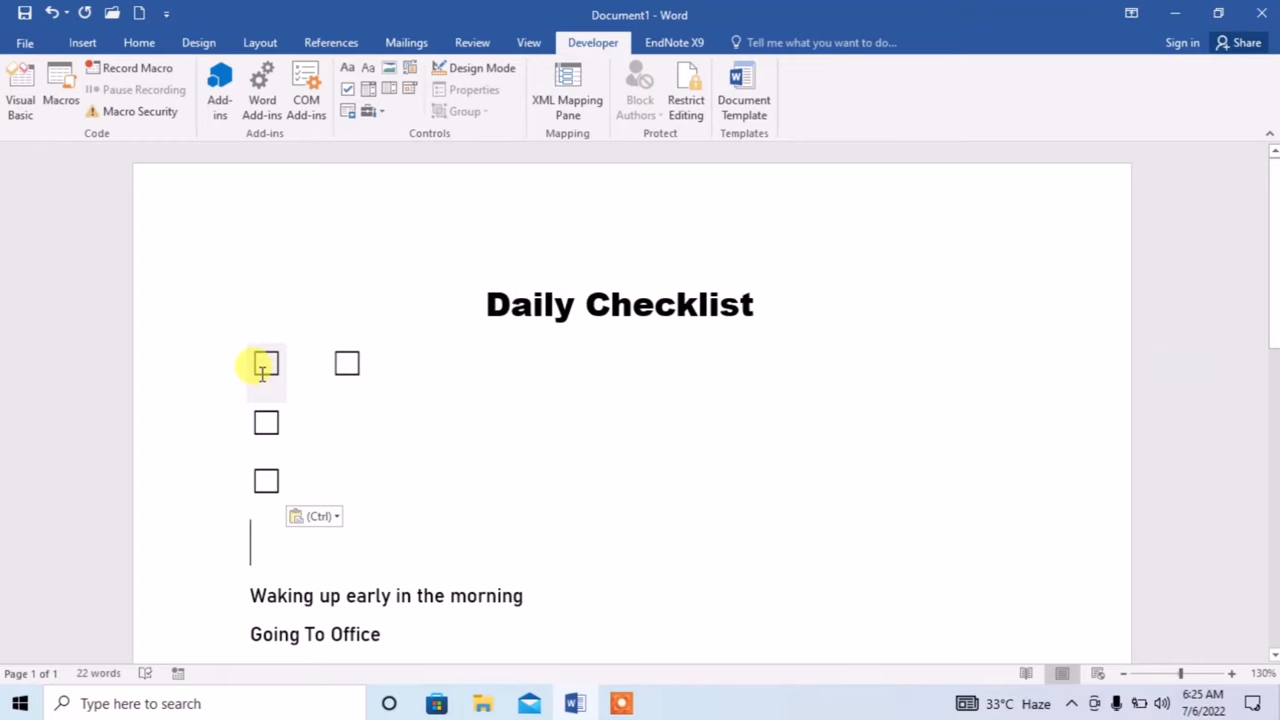 Document1 - Word
File Insert Home Design Layout References Mailings Review View Developer EndNote X9 Tell me what you want to do... Sign in Share
Visual Basic
Macros
Record Macro
Pause Recording
Macro Security
Code
Add-ins
Word Add-ins
COM Add-ins
Add-ins
Aa Aa
Design Mode
Properties
Group
Controls
XML Mapping Pane
Mapping
Block Authors
Restrict Editing
Protect
Document Template
Templates
Daily Checklist
(Ctrl)
Waking up early in the morning
Going To Office
Page 1 of 1 22 words 130%
Type here to search 33°C Haze 6:25 AM
7/6/2022